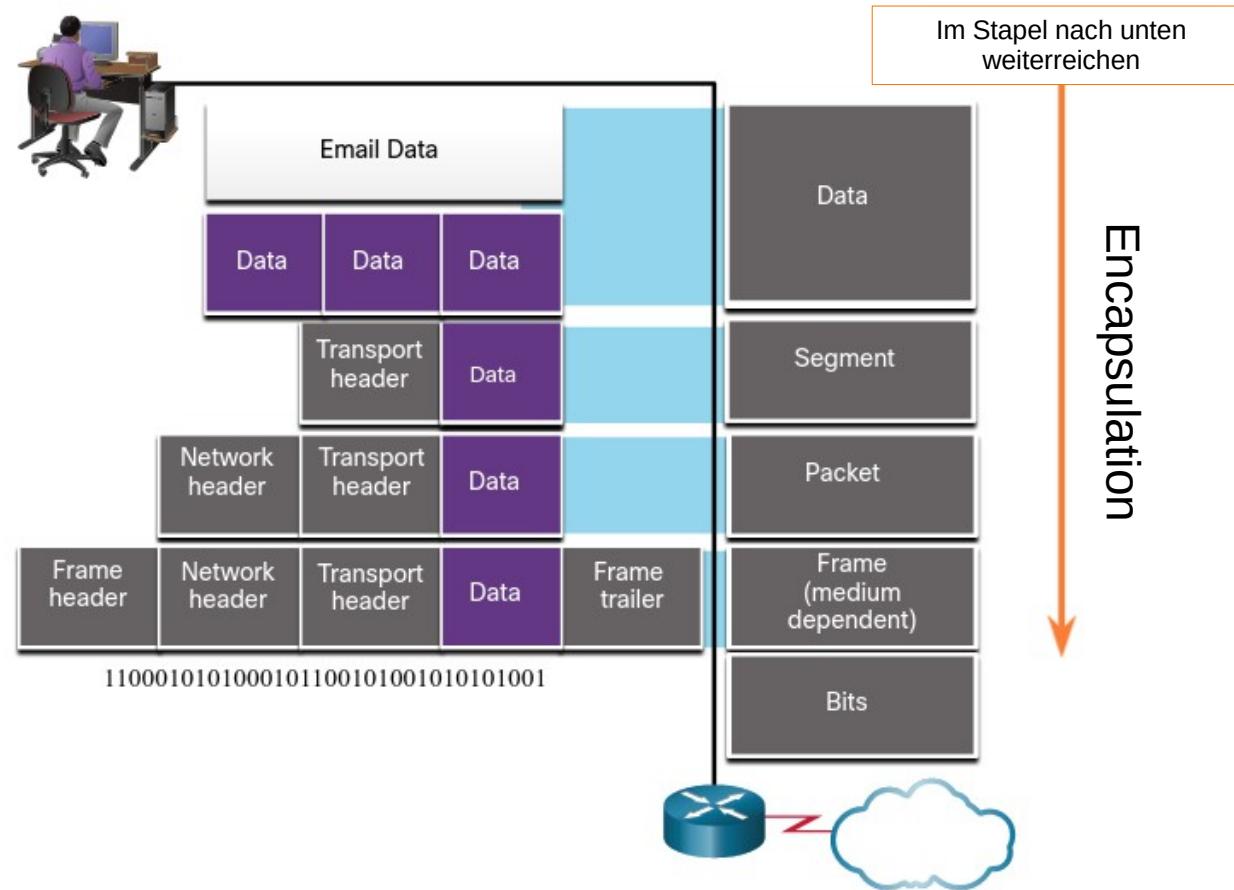 Im Stapel nach unten
weiterreichen
Email Data
Data
Data
Data
Data
Transport
header
Data
Segment
Network
header
Transport
header
Data
Packet
Frame
header
Network
header
Transport
header
Data
Frame
trailer
Frame
(medium
dependent)
1100010101000101100101001010101001
Bits
Encapsulation